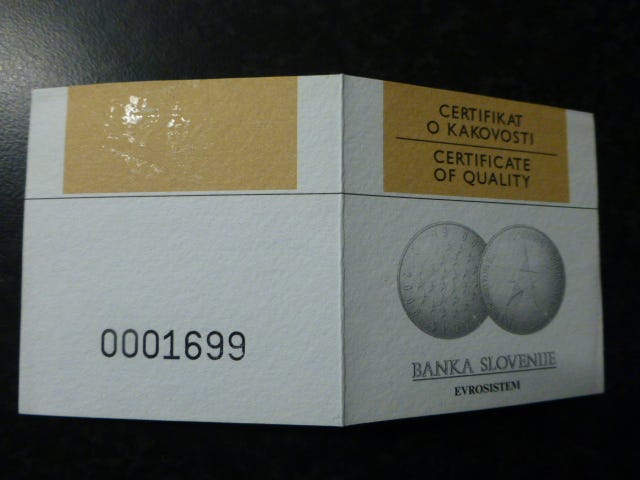 0001699
CERTIFIKAT
O KAKOVOSTI
CERTIFICATE
OF QUALITY
BANKA SLOVENIJE
EVROSISTEM